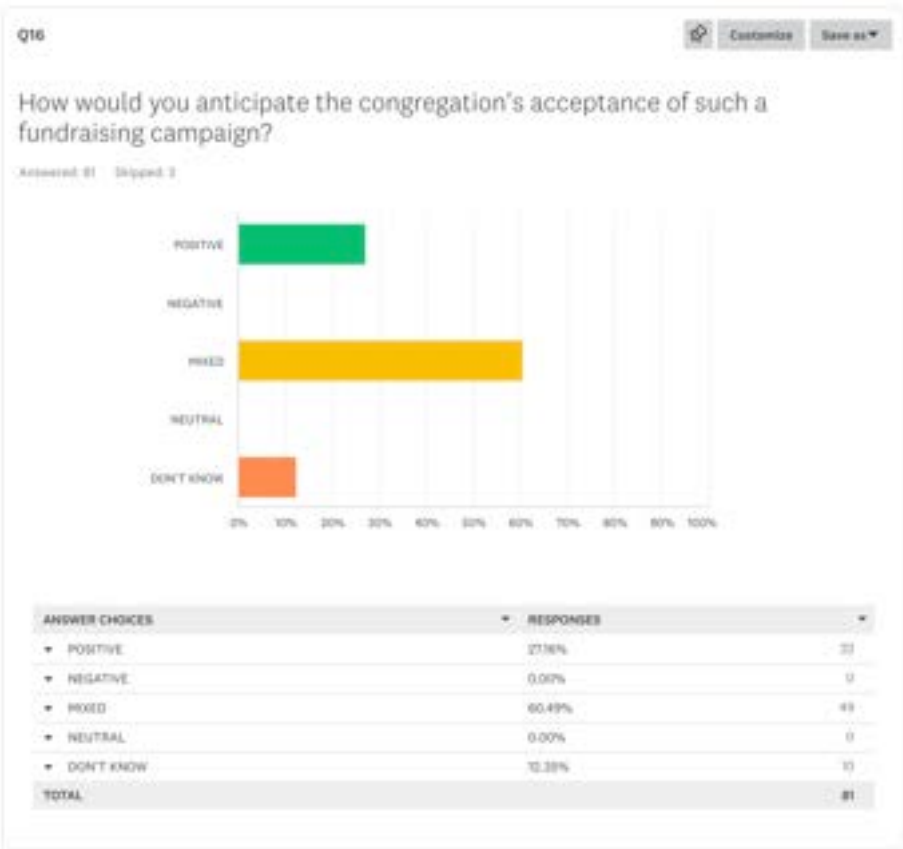 Q16
Customize Save as
How would you anticipate the congregation's acceptance of such a
fundraising campaign?
Answered: 81 Skipped: 2
POSITIVE
NEGATIVE
MIXED
NEUTRAL
DON'T KNOW
0% 10% 20% 30% 40% 50% 60% 70% 80% 90% 100%
ANSWER CHOICES RESPONSES
POSITIVE 27.16% 22
NEGATIVE 0.00% 0
MIXED 60.49% 49
NEUTRAL 0.00% 0
DON'T KNOW 12.35% 10
TOTAL 81